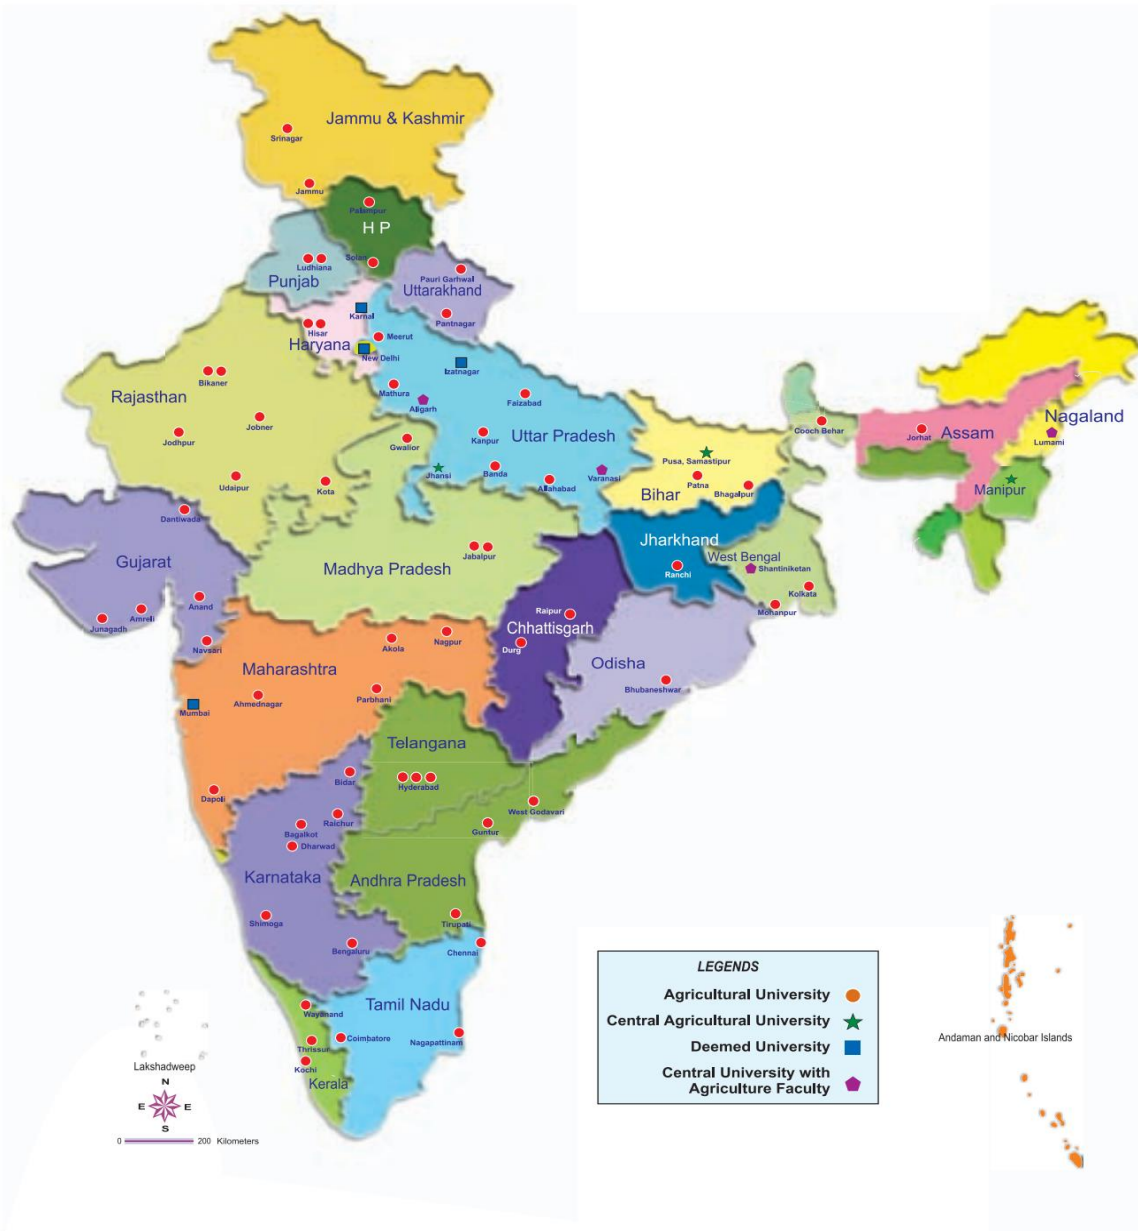 Jammu & Kashmir
Srinagar
Jammu
Palampur
H P
Solan
Ludhiana
Punjab
Pauri Garhwal
Uttarakhand
Pantnagar
Karnal
Hisar
Haryana
Meerut
New Delhi
Izatnagar
Bikaner
Rajasthan
Mathura
Aligarh
Faizabad
Jobner
Jodhpur
Gwalior
Kanpur
Uttar Pradesh
Cooch Behar
Jorhat
Assam
Nagaland
Lumami
Udaipur
Kota
Jhansi
Banda
Allahabad
Varanasi
Pusa, Samastipur
Patna
Bihar
Bhagalpur
Manipur
Dantiwada
Gujarat
Jabalpur
Madhya Pradesh
Jharkhand
Ranchi
West Bengal
Shantiniketan
Kolkata
Mohanpur
Anand
Amreli
Junagadh
Navsari
Raipur
Chhattisgarh
Durg
Nagpur
Akola
Maharashtra
Odisha
Bhubaneshwar
Ahmednagar
Parbhani
Mumbai
Telangana
Bidar
Hyderabad
Dapoli
West Godavari
Raichur
Guntur
Bagalkot
Dharwad
Karnataka
Andhra Pradesh
Shimoga
Tirupati
Bengaluru
Chennai
Wayanand
Tamil Nadu
Thrissur
Coimbatore
Nagapattinam
Kochi
Kerala
Lakshadweep
N
E E
S
0 200 Kilometers
LEGENDS
Agricultural University
Central Agricultural University
Deemed University
Central University with
Agriculture Faculty
Andaman and Nicobar Islands